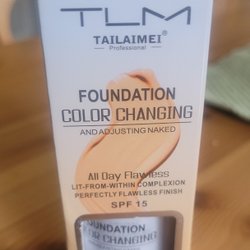 TLM
TAILAIMEI®
Professional
FOUNDATION
COLOR CHANGING
AND ADJUSTING NAKED
All Day Flawless
LIT-FROM-WITHIN COMPLEXION
PERFECTLY FLAWLESS FINISH
SPF 15
FOUNDATION
COLOR CHANGING